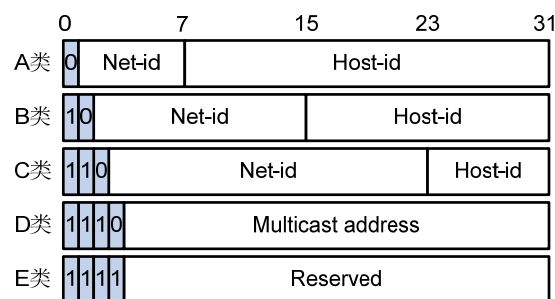 0 7 15 23 31
A类 0 Net-id Host-id
B类 1 0 Net-id Host-id
C类 1 1 0 Net-id Host-id
D类 1 1 1 0 Multicast address
E类 1 1 1 1 Reserved